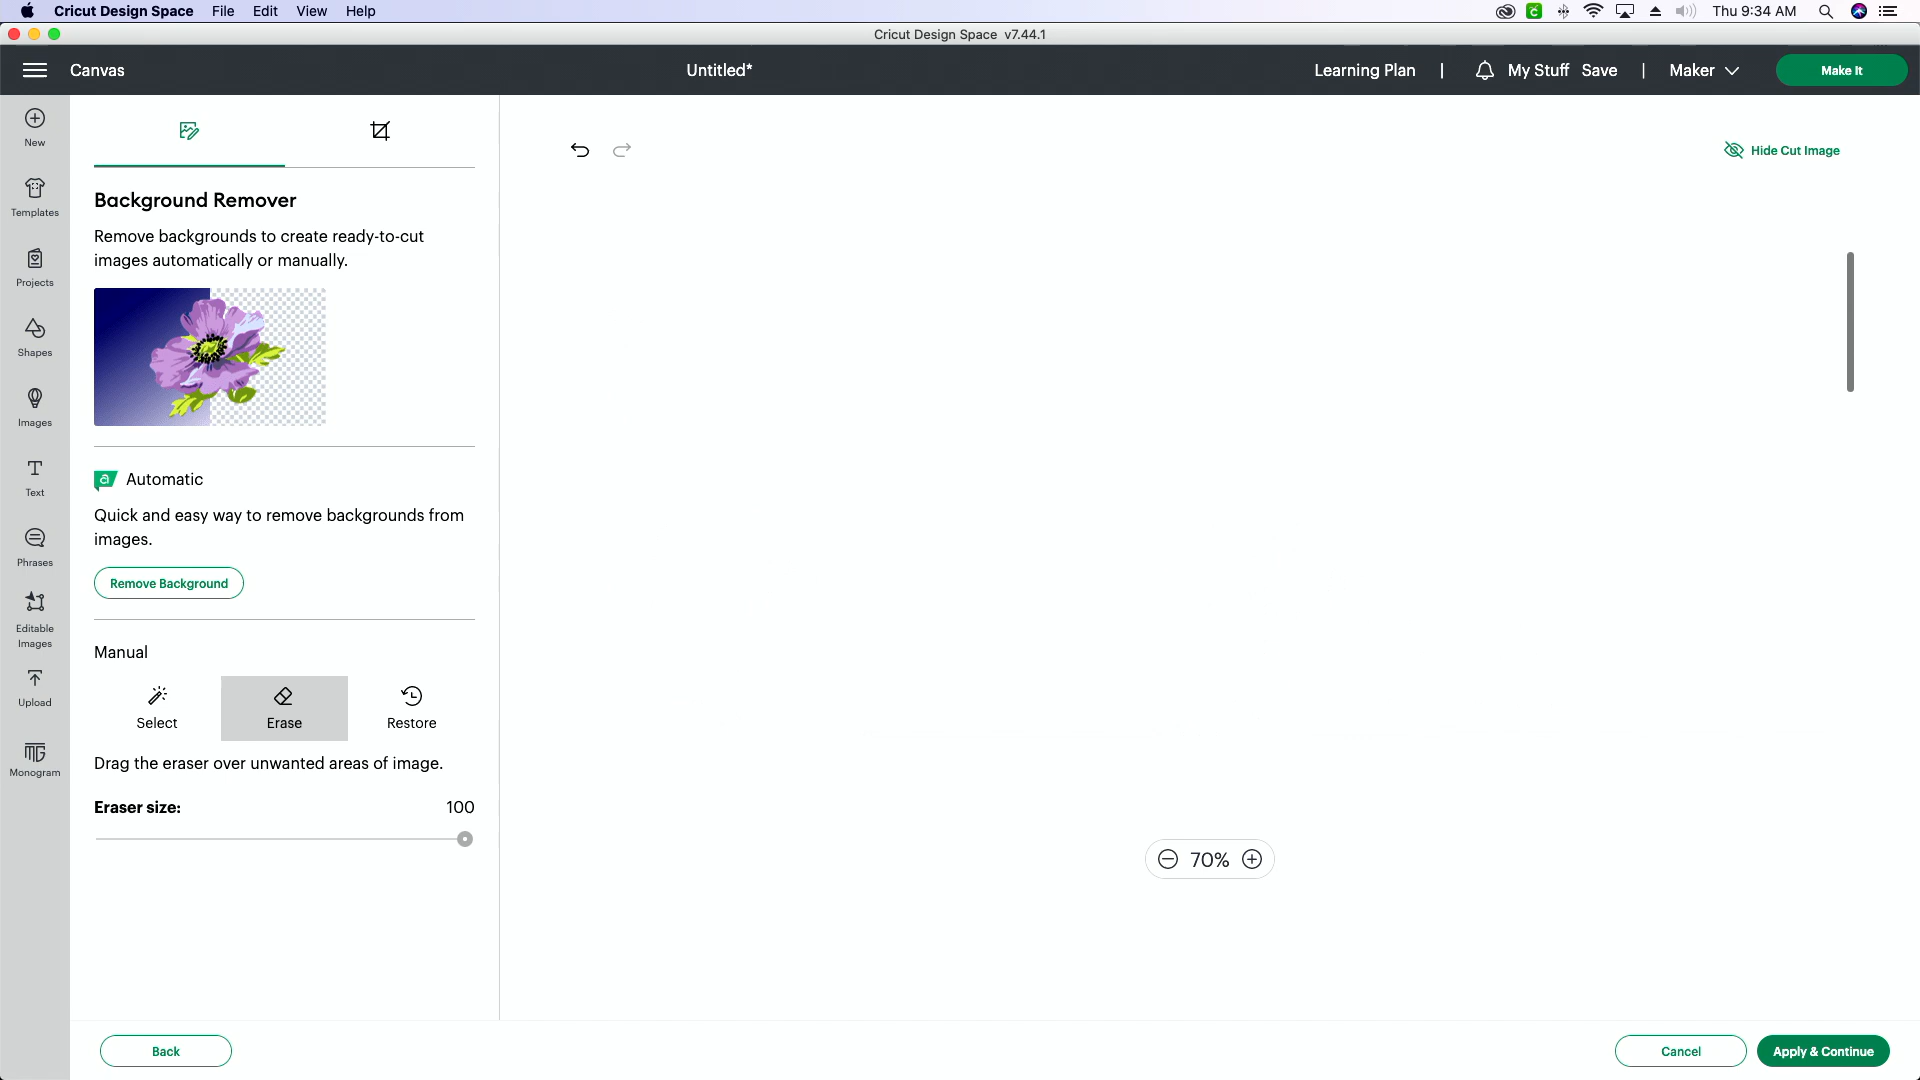 Cricut Design Space File Edit View Help Thu 9:34 AM
Cricut Design Space v7.44.1
Canvas Untitled* Learning Plan | My Stuff Save | Maker Make It
New
Templates
Projects
Shapes
Images
Text
Phrases
Editable
Images
Upload
Monogram
Background Remover
Remove backgrounds to create ready-to-cut
images automatically or manually.
a Automatic
Quick and easy way to remove backgrounds from
images.
Remove Background
Manual
Select Erase Restore
Drag the eraser over unwanted areas of image.
Eraser size: 100
Hide Cut Image
70%
Back Cancel Apply & Continue